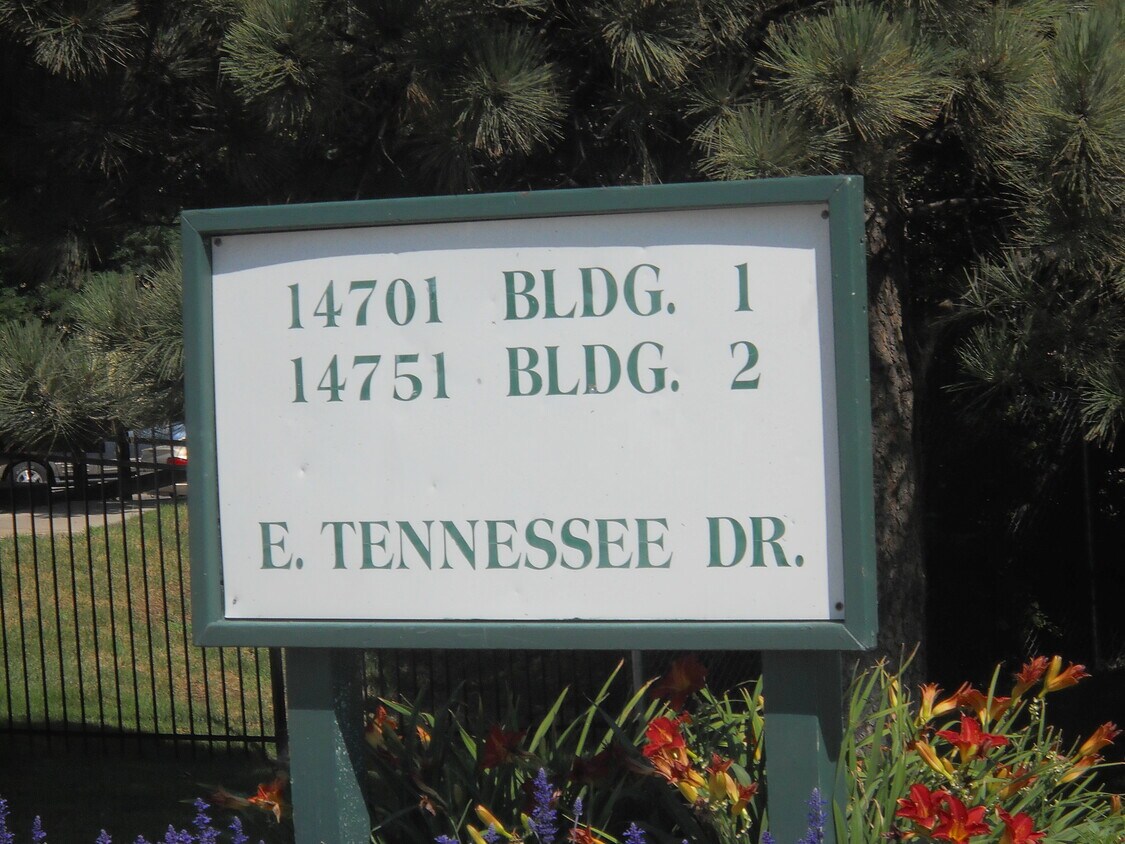 14701 BLDG. 1
14751 BLDG. 2
E. TENNESSEE DR.